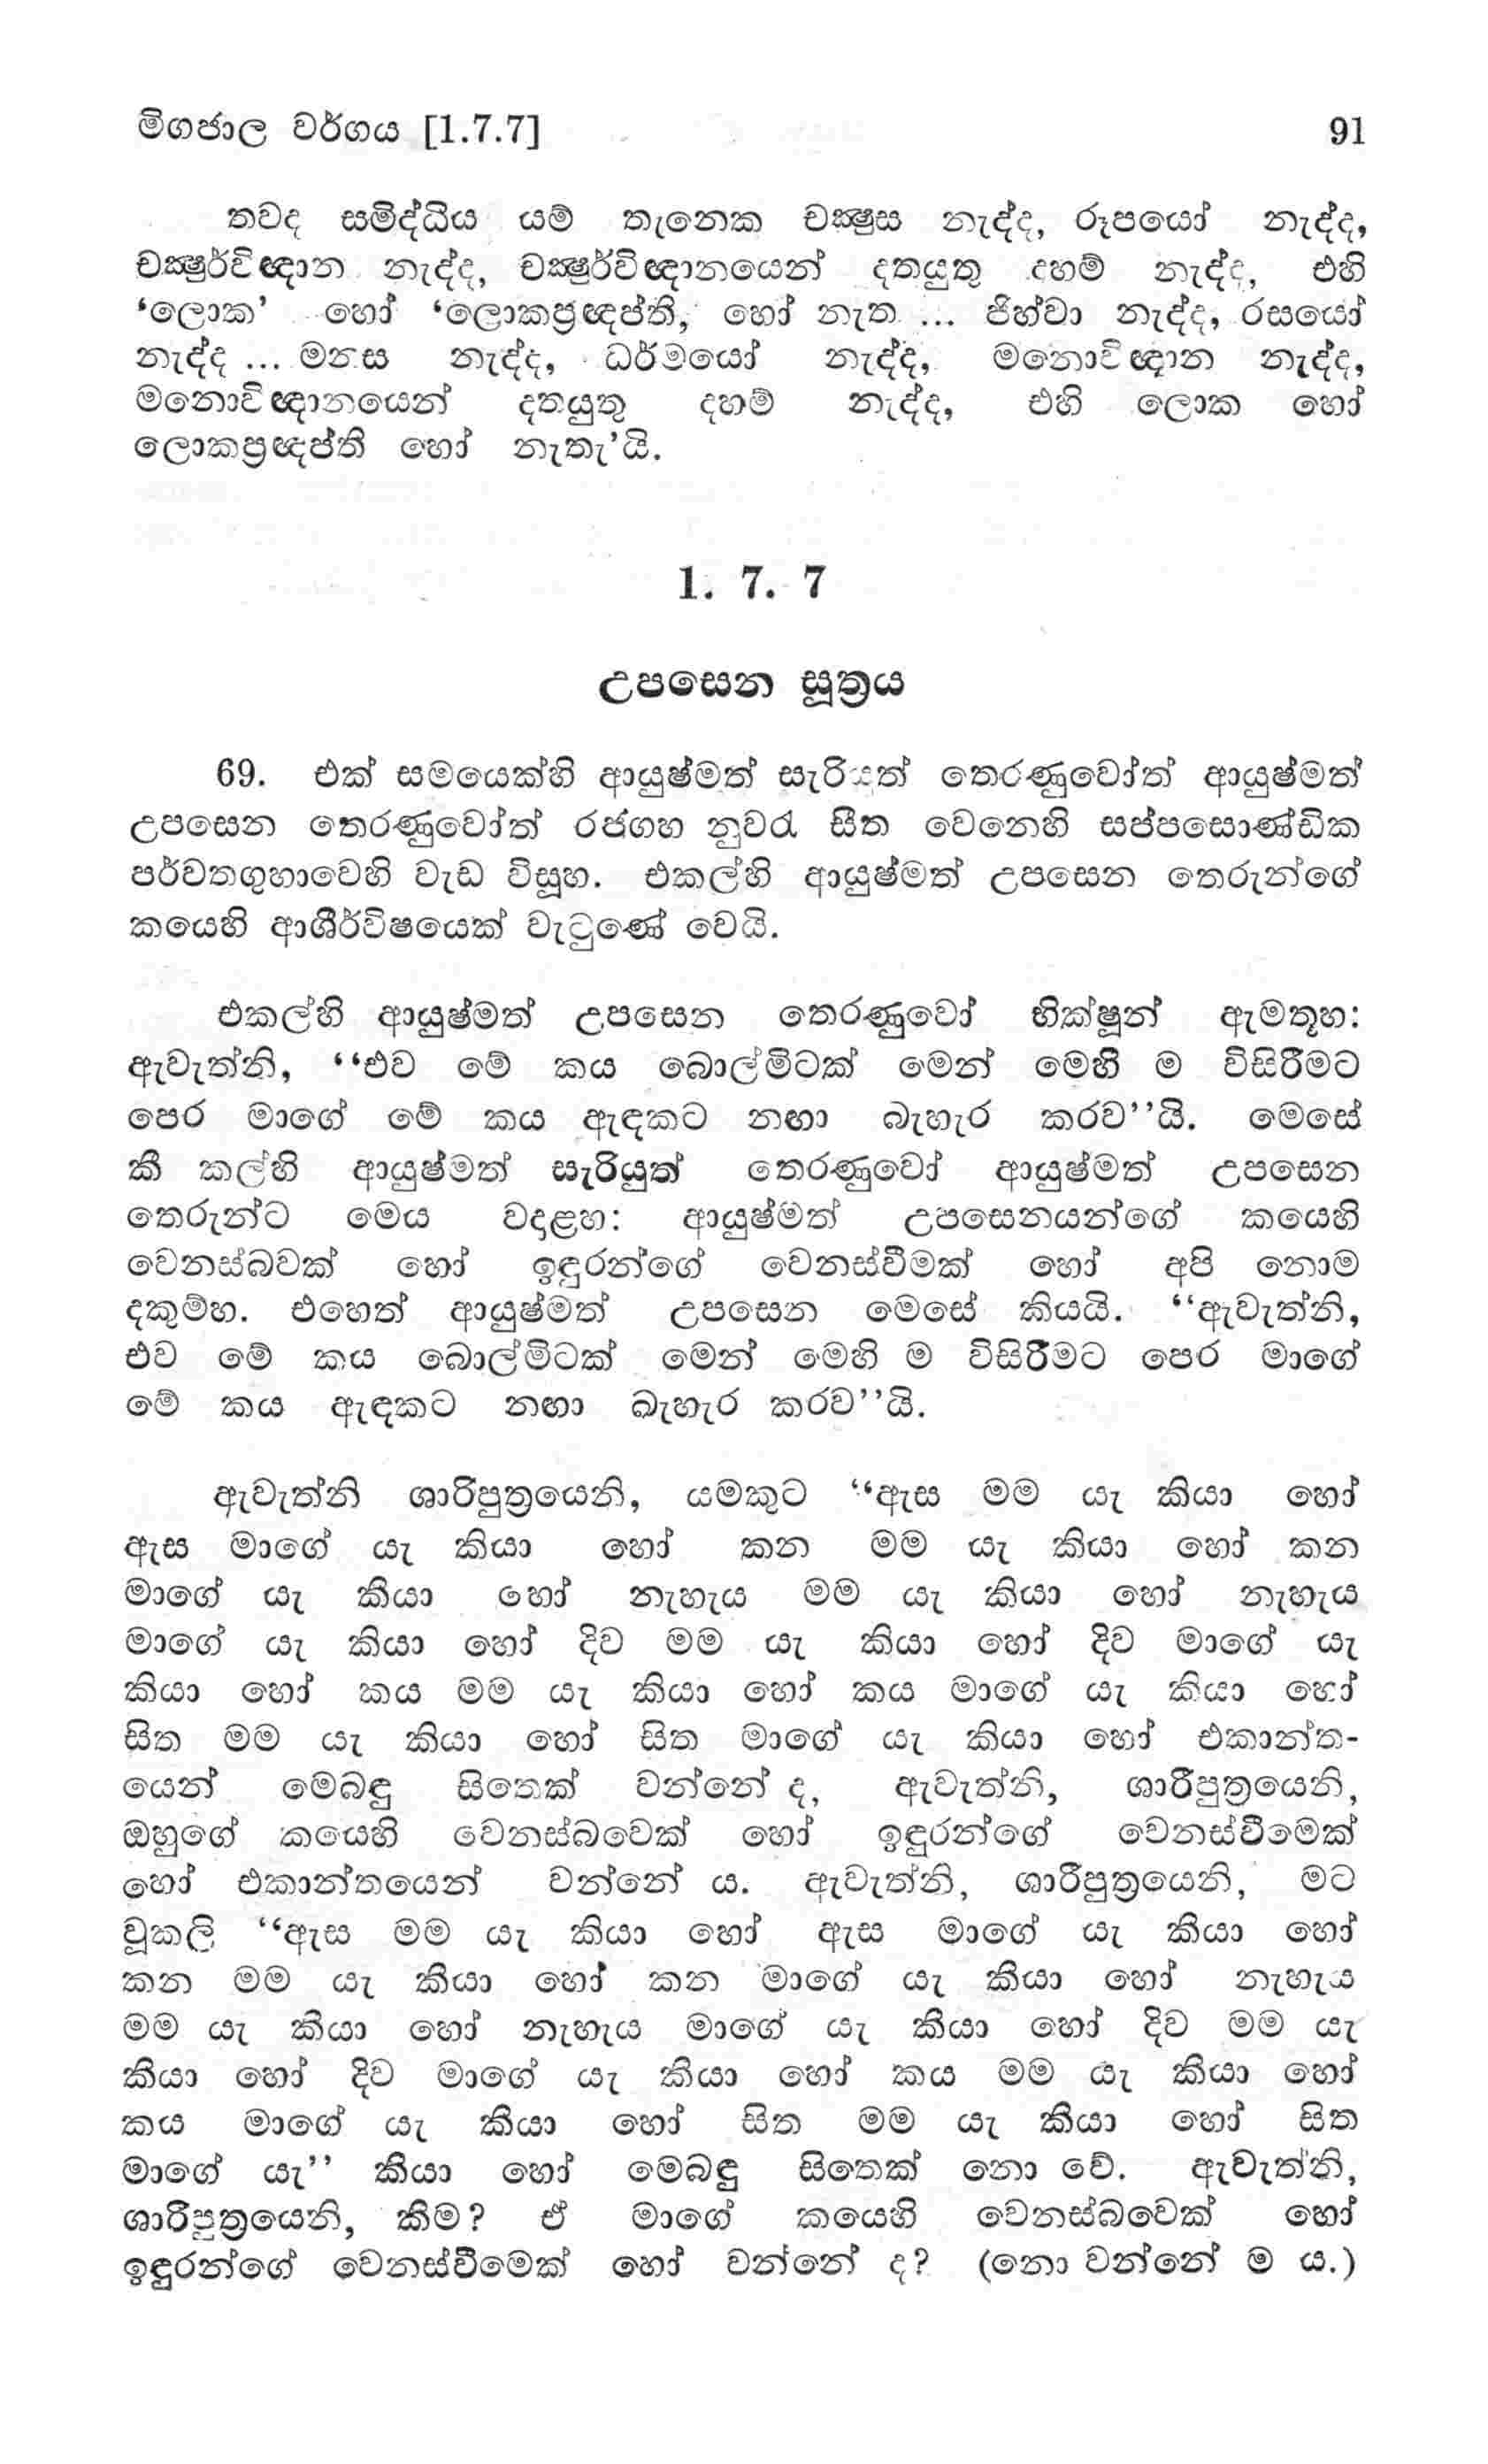 මිගජාල වර්ගය [1.7.7] 91
තවද සමිද්ධිය යම් තැනෙක චක්‍ෂුස නැද්ද, රූපයෝ නැද්ද,
චක්‍ෂුර්විඥාන නැද්ද, චක්‍ෂුර්විඥානයෙන් දතයුතු දහම් නැද්ද, එහි
‘ලොක’ හෝ ‘ලොකප්‍රඥප්ති, හෝ නැත ... ජිහ්වා නැද්ද, රසයෝ
නැද්ද ... මනස නැද්ද, ධර්මයෝ නැද්ද, මනොවිඥාන නැද්ද,
මනොවිඥානයෙන් දතයුතු දහම් නැද්ද, එහි ලොක හෝ
ලොකප්‍රඥප්ති හෝ නැතැ’යි.
1. 7. 7
උපසෙන සූත්‍රය
69. එක් සමයෙක්හි ආයුෂ්මත් සැරියුත් තෙරණුවෝත් ආයුෂ්මත්
උපසෙන තෙරණුවෝත් රජගහ නුවරැ සීත වෙනෙහි සප්පසොණ්ඩික
පර්වතගුහාවෙහි වැඩ විසූහ. එකල්හි ආයුෂ්මත් උපසෙන තෙරුන්ගේ
කයෙහි ආශීර්විෂයෙක් වැටුණේ වෙයි.
එකල්හි ආයුෂ්මත් උපසෙන තෙරණුවෝ භික්ෂූන් ඇමතූහ:
ඇවැත්නි, “එව මේ කය බොල්මිටක් මෙන් මෙහි ම විසිරීමට
පෙර මාගේ මේ කය ඇඳකට නඟා බැහැර කරව”යි. මෙසේ
කී කල්හි ආයුෂ්මත් සැරියුත් තෙරණුවෝ ආයුෂ්මත් උපසෙන
තෙරුන්ට මෙය වදාළහ: ආයුෂ්මත් උපසෙනයන්ගේ කයෙහි
වෙනස්බවක් හෝ ඉඳුරන්ගේ වෙනස්වීමක් හෝ අපි නොම
දකුම්හ. එහෙත් ආයුෂ්මත් උපසෙන මෙසේ කියයි. “ඇවැත්නි,
එව මේ කය බොල්මිටක් මෙන් මෙහි ම විසිරීමට පෙර මාගේ
මේ කය ඇඳකට නඟා බැහැර කරව”යි.
ඇවැත්නි ශාරිපුත්‍රයෙනි, යමකුට “ඇස මම යැ කියා හෝ
ඇස මාගේ යැ කියා හෝ කන මම යැ කියා හෝ කන
මාගේ යැ කියා හෝ නැහැය මම යැ කියා හෝ නැහැය
මාගේ යැ කියා හෝ දිව මම යැ කියා හෝ දිව මාගේ යැ
කියා හෝ කය මම යැ කියා හෝ කය මාගේ යැ කියා හෝ
සිත මම යැ කියා හෝ සිත මාගේ යැ කියා හෝ එකාන්ත-
යෙන් මෙබඳු සිතෙක් වන්නේ ද, ඇවැත්නි, ශාරිපුත්‍රයෙනි,
ඔහුගේ කයෙහි වෙනස්බවෙක් හෝ ඉඳුරන්ගේ වෙනස්වීමෙක්
හෝ එකාන්තයෙන් වන්නේ ය. ඇවැත්නි, ශාරිපුත්‍රයෙනි, මට
වූකලි “ඇස මම යැ කියා හෝ ඇස මාගේ යැ කියා හෝ
කන මම යැ කියා හෝ කන මාගේ යැ කියා හෝ නැහැය
මම යැ කියා හෝ නැහැය මාගේ යැ කියා හෝ දිව මම යැ
කියා හෝ දිව මාගේ යැ කියා හෝ කය මම යැ කියා හෝ
කය මාගේ යැ කියා හෝ සිත මම යැ කියා හෝ සිත
මාගේ යැ” කියා හෝ මෙබඳු සිතෙක් නො වේ. ඇවැත්නි,
ශාරිපුත්‍රයෙනි, කිම? ඒ මාගේ කයෙහි වෙනස්බවෙක් හෝ
ඉඳුරන්ගේ වෙනස්වීමෙක් හෝ වන්නේ ද? (නො වන්නේ ම ය.)